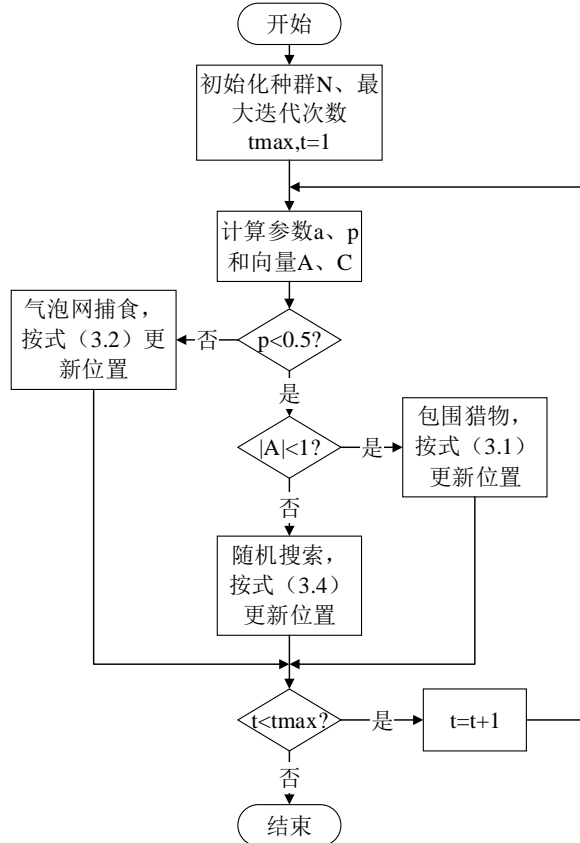 开始
初始化种群N、最
大迭代次数
tmax,t=1
计算参数a、p
和向量A、C
气泡网捕食，
按式（3.2）更
新位置
否
p<0.5?
是
包围猎物，
按式（3.1）
更新位置
|A|<1?
是
否
随机搜索，
按式（3.4）
更新位置
t<tmax?
是
t=t+1
否
结束